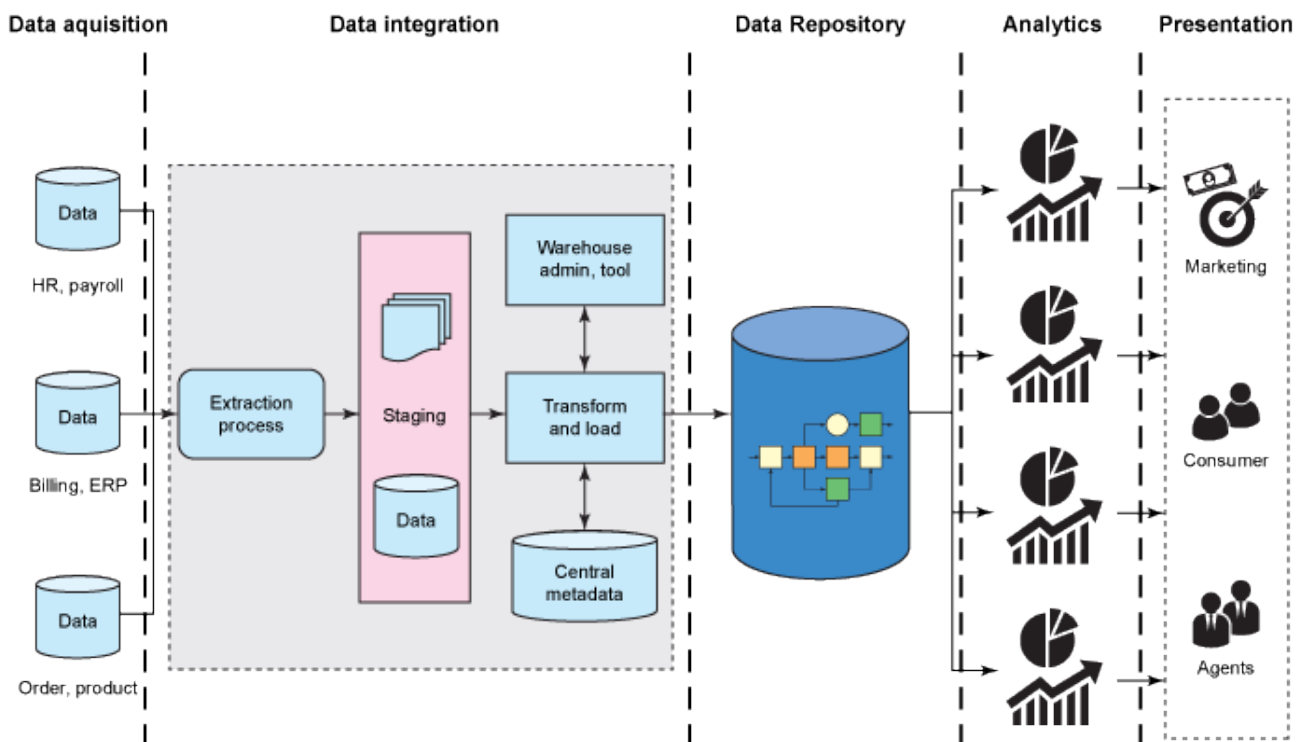 Data aquisition
Data integration
Data Repository
Analytics
Presentation
Data
HR, payroll
Data
Billing, ERP
Data
Order, product
Extraction
process
Staging
Data
Warehouse
admin, tool
Transform
and load
Central
metadata
Marketing
Consumer
Agents